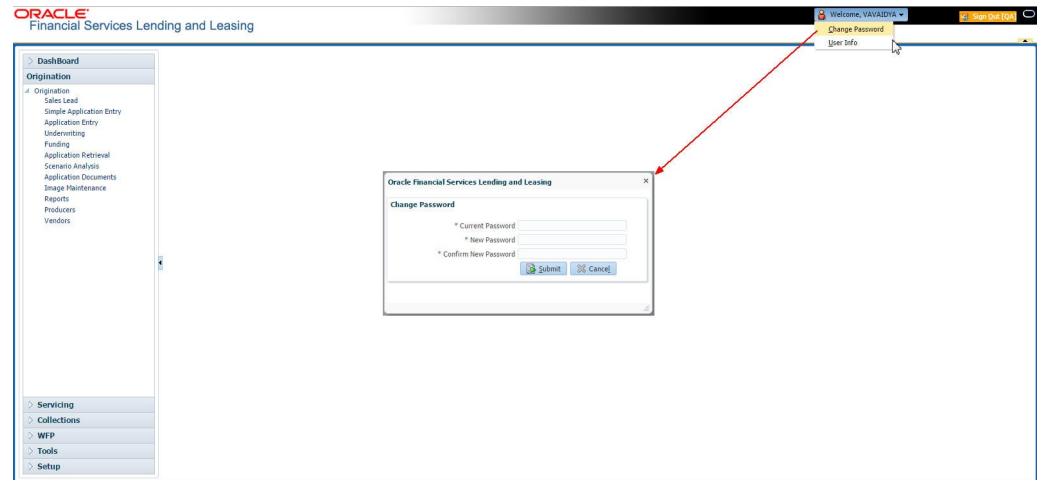 ORACLE
Financial Services Lending and Leasing
Welcome, VAVAIDYA
Sign Out [QA]
Change Password
User Info
DashBoard
Origination
Origination
Sales Lead
Simple Application Entry
Application Entry
Underwriting
Funding
Application Retrieval
Scenario Analysis
Application Documents
Image Maintenance
Reports
Producers
Vendors
Servicing
Collections
WFP
Tools
Setup
Oracle Financial Services Lending and Leasing
Change Password
* Current Password
* New Password
* Confirm New Password
Submit Cancel